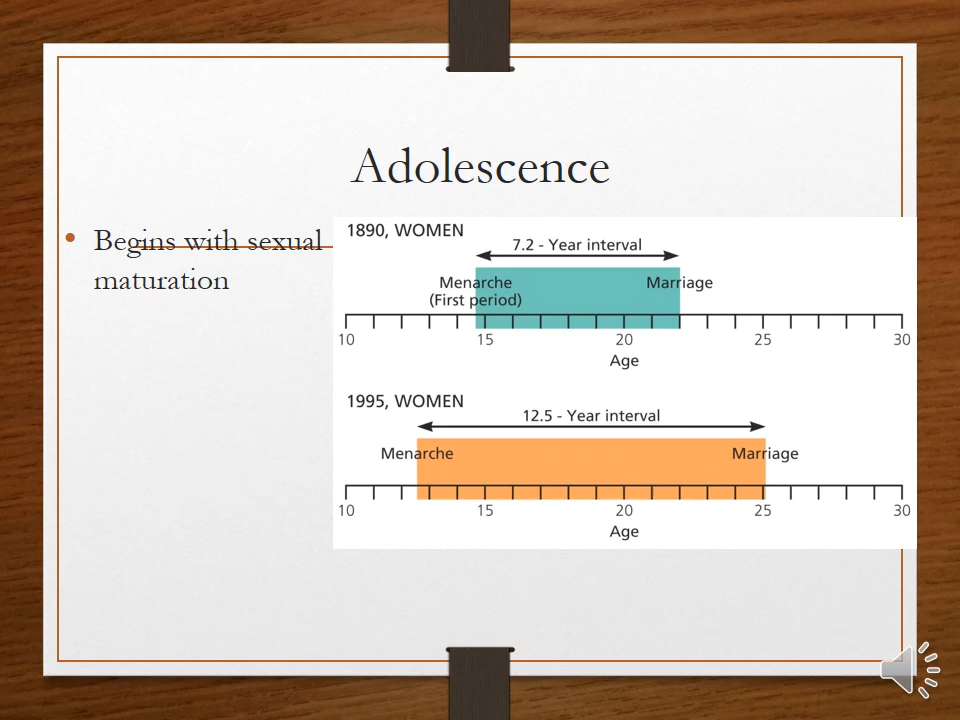 Adolescence
• Begins with sexual
maturation
1890, WOMEN
7.2 - Year interval
Menarche
(First period)
Marriage
10 15 20 25 30
Age
1995, WOMEN
12.5 - Year interval
Menarche
Marriage
10 15 20 25 30
Age